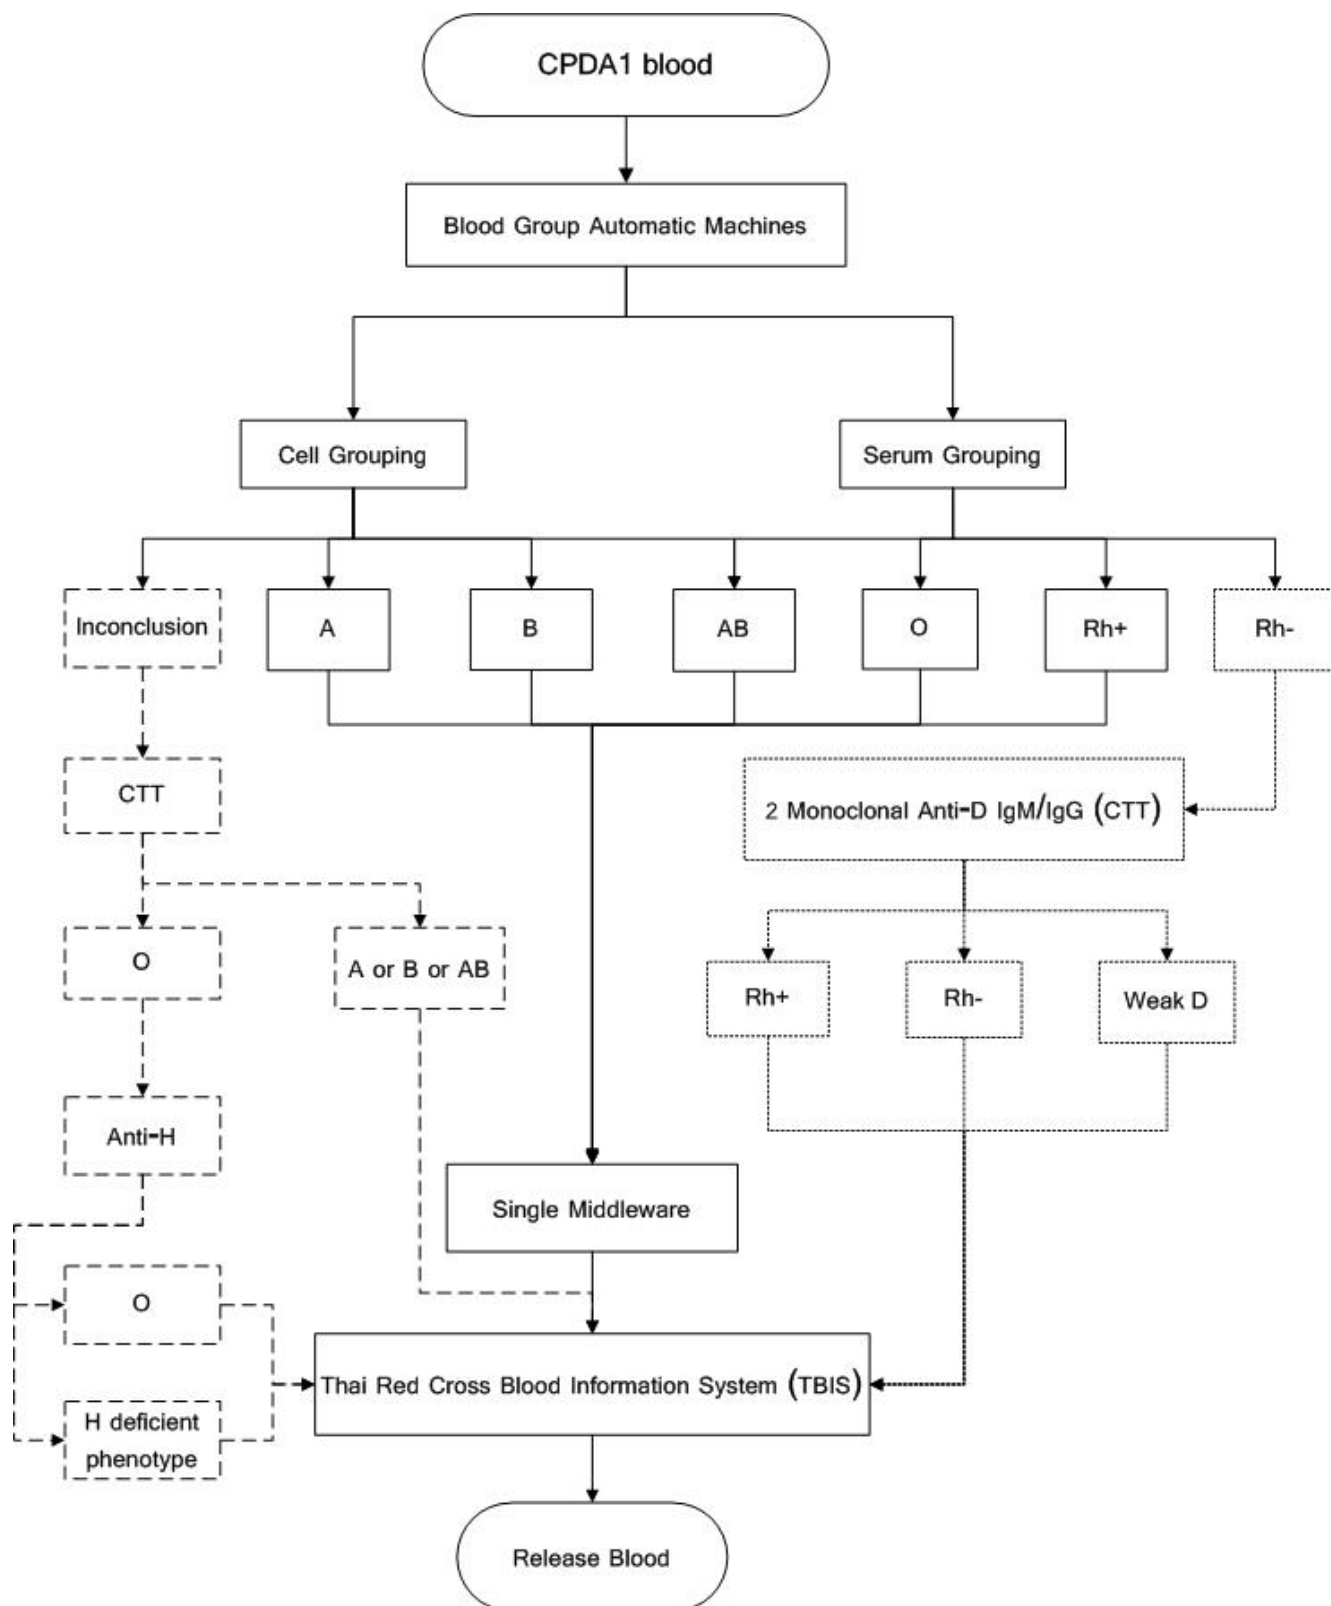 CPDA1 blood
Blood Group Automatic Machines
Cell Grouping
Serum Grouping
Inconclusion
A
B
AB
O
Rh+
Rh-
CTT
2 Monoclonal Anti-D IgM/IgG (CTT)
O
A or B or AB
Rh+
Rh-
Weak D
Anti-H
Single Middleware
O
Thai Red Cross Blood Information System (TBIS)
H deficient
phenotype
Release Blood